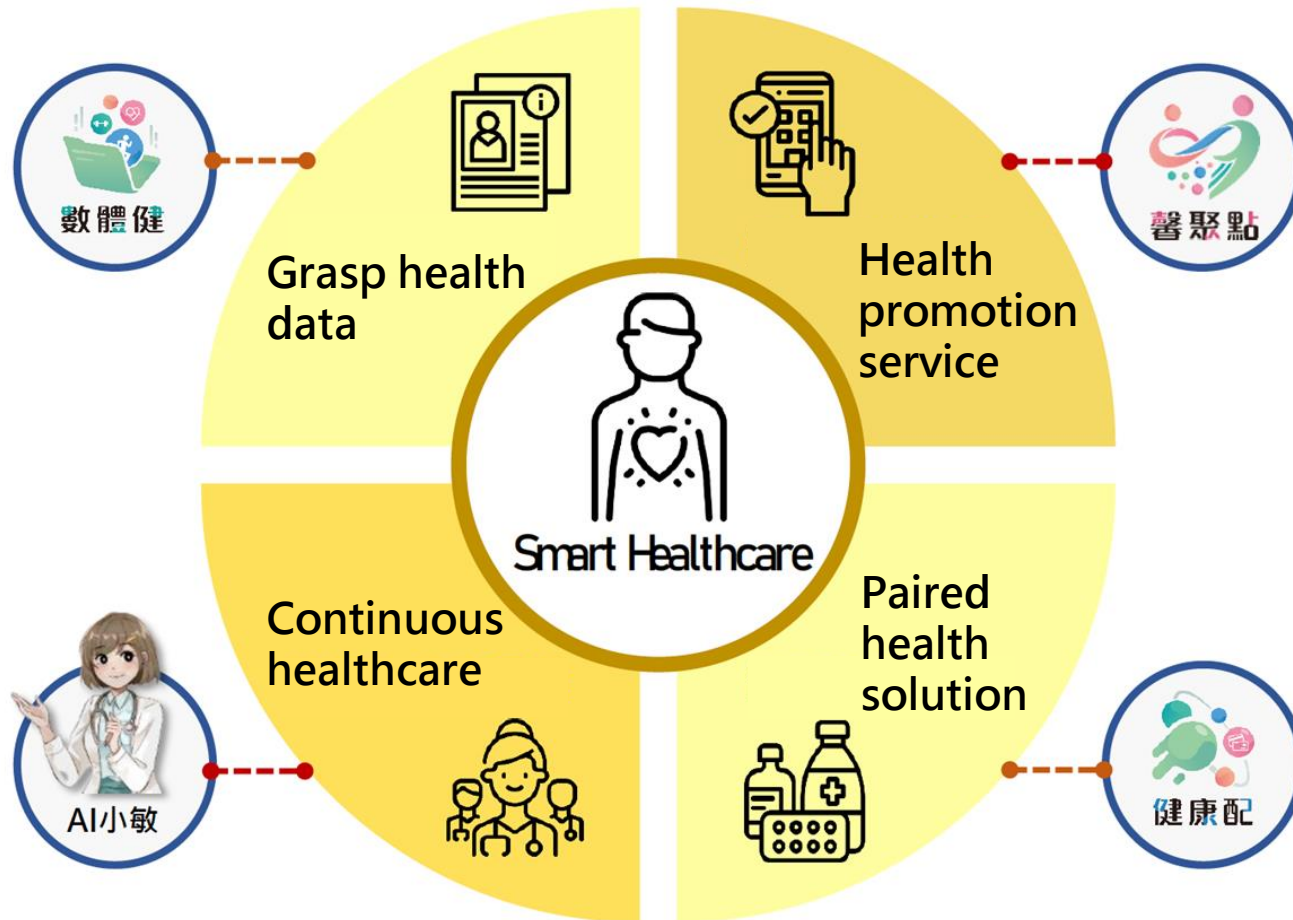 數體健
馨聚點
Grasp health
data
Health
promotion
service
Smart Healthcare
Continuous
healthcare
Paired
health
solution
AI小敏
健康配